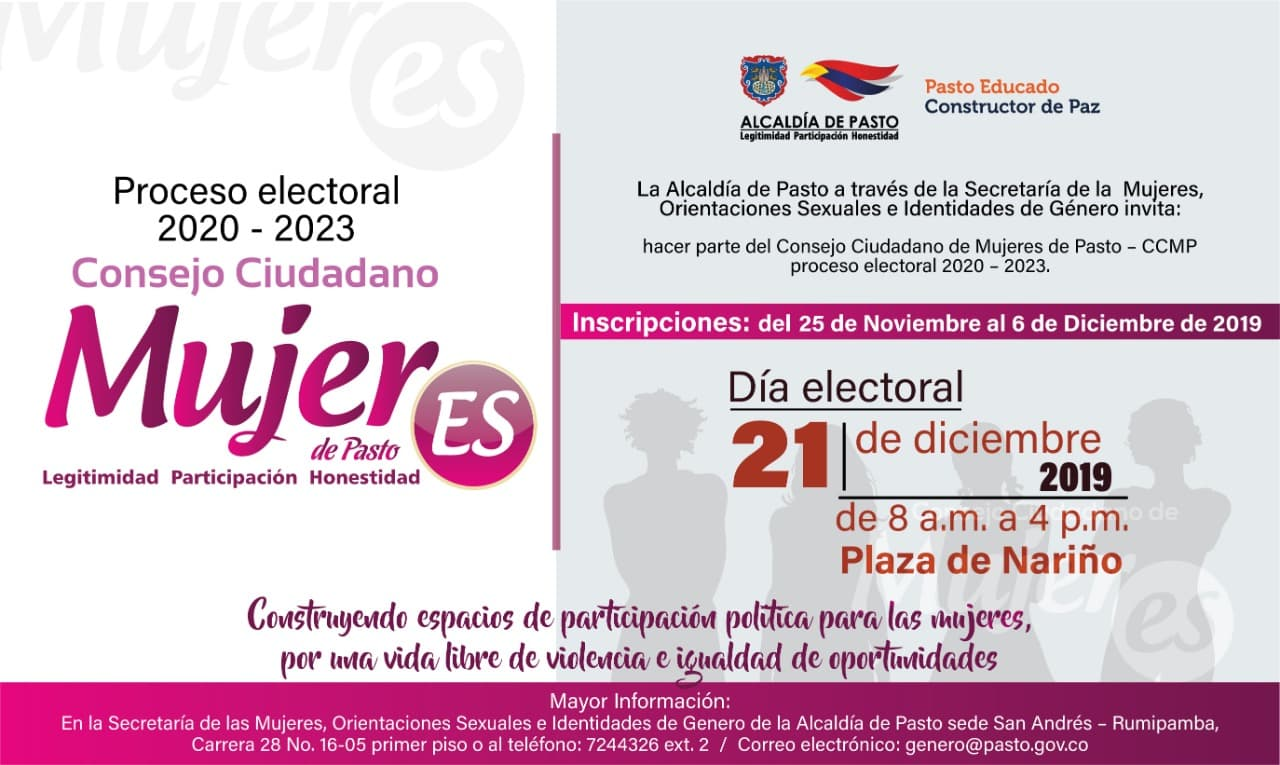 Mujer es
Proceso electoral
2020 - 2023
Consejo Ciudadano
Mujer ES
de Pasto
Legitimidad Participación Honestidad
ALCALDÍA DE PASTO
Legitimidad Participación Honestidad
Pasto Educado
Constructor de Paz
La Alcaldía de Pasto a través de la Secretaría de la Mujeres,
Orientaciones Sexuales e Identidades de Género invita:
hacer parte del Consejo Ciudadano de Mujeres de Pasto – CCMP
proceso electoral 2020 – 2023.
Inscripciones: del 25 de Noviembre al 6 de Diciembre de 2019
Día electoral
21 de diciembre
2019
de 8 a.m. a 4 p.m.
Plaza de Nariño
Consejo Ciudadano de
Mujer es
Construyendo espacios de participación política para las mujeres,
por una vida libre de violencia e igualdad de oportunidades
Mayor Información:
En la Secretaría de las Mujeres, Orientaciones Sexuales e Identidades de Genero de la Alcaldía de Pasto sede San Andrés – Rumipamba,
Carrera 28 No. 16-05 primer piso o al teléfono: 7244326 ext. 2 / Correo electrónico: genero@pasto.gov.co